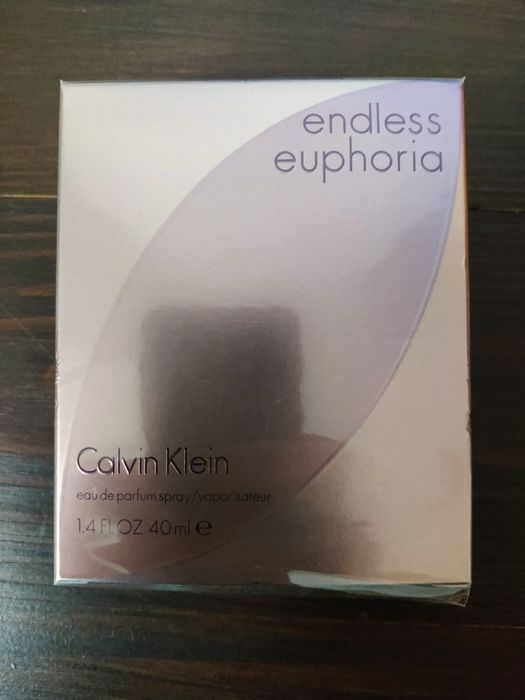 endless
euphoria
Calvin Klein
eau de parfum spray/vaporisateur
1.4 FL OZ 40 ml ℮